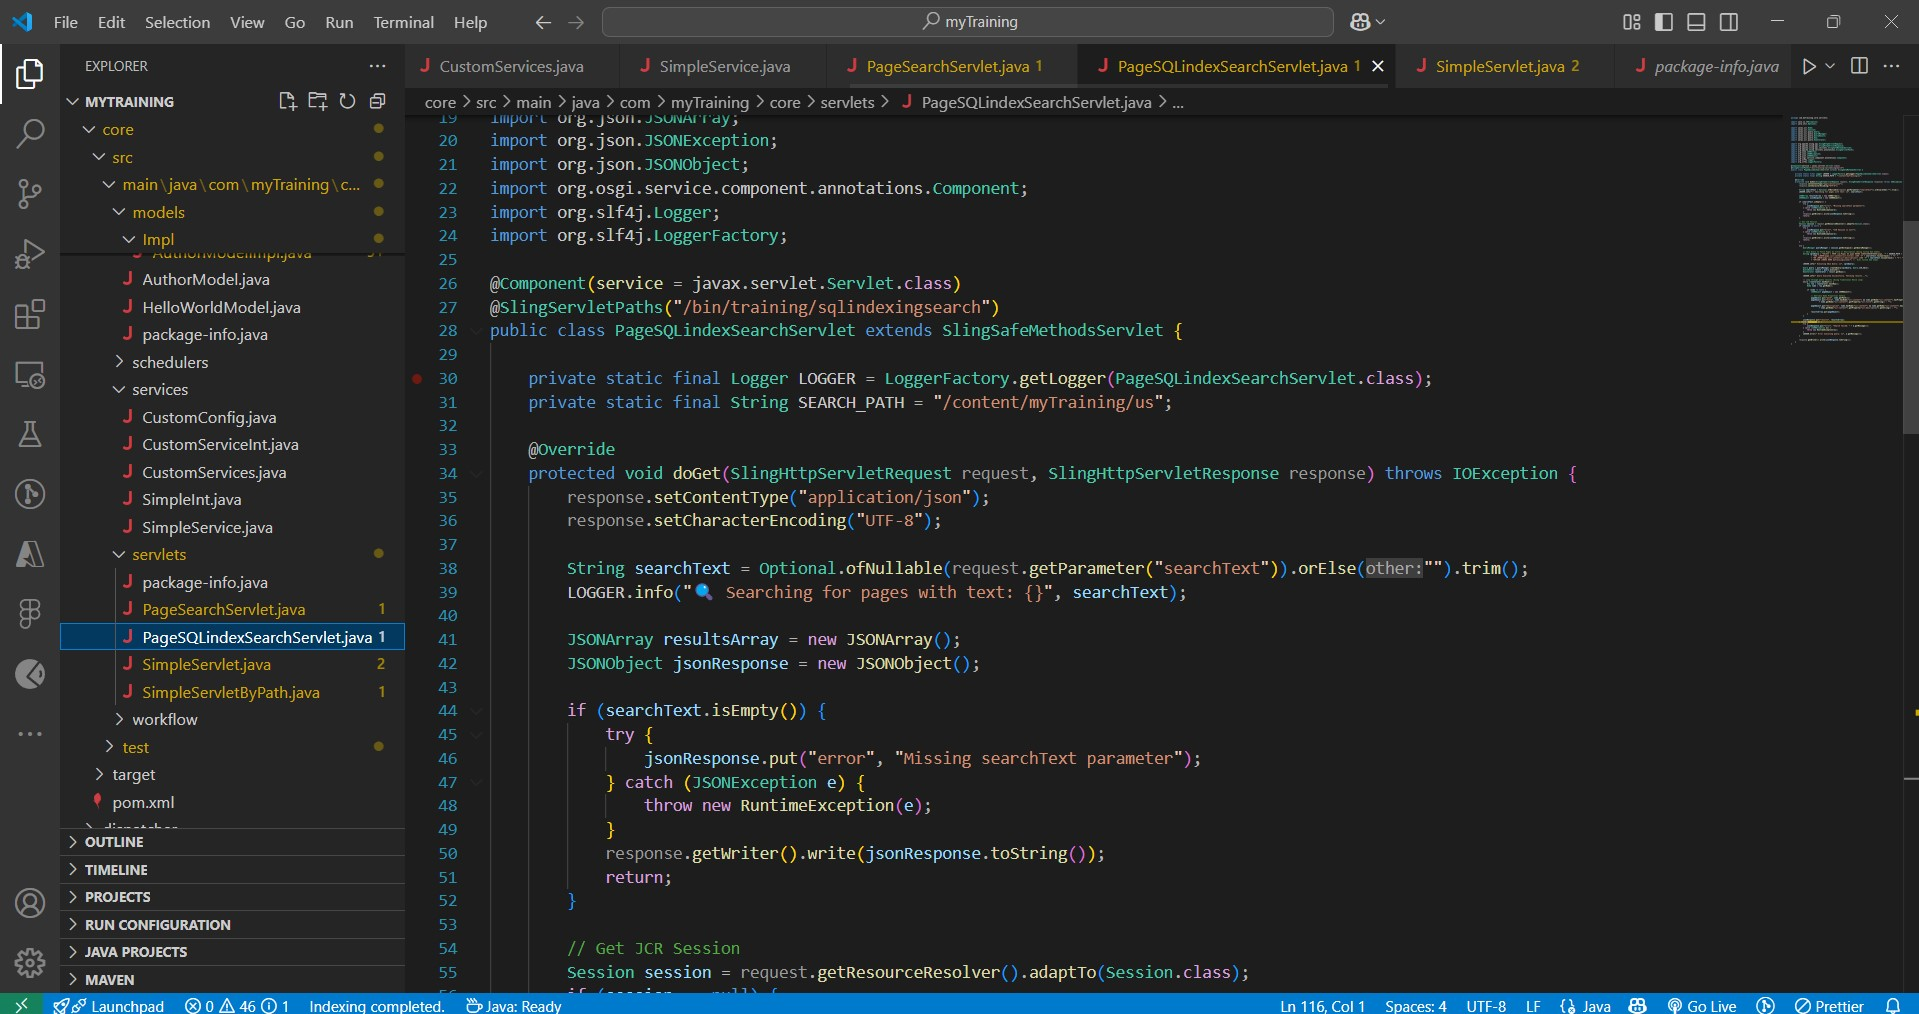 File Edit Selection View Go Run Terminal Help
myTraining
EXPLORER
MYTRAINING
core
src
main\java\com\myTraining\c...
models
Impl
AuthorModelImpl.java 9+
AuthorModel.java
HelloWorldModel.java
package-info.java
schedulers
services
CustomConfig.java
CustomServiceInt.java
CustomServices.java
SimpleInt.java
SimpleService.java
servlets
package-info.java
PageSearchServlet.java 1
PageSQLindexSearchServlet.java 1
SimpleServlet.java 2
SimpleServletByPath.java 1
workflow
test
target
pom.xml
dispatcher
OUTLINE
TIMELINE
PROJECTS
RUN CONFIGURATION
JAVA PROJECTS
MAVEN
CustomServices.java SimpleService.java PageSearchServlet.java 1 PageSQLindexSearchServlet.java 1 SimpleServlet.java 2 package-info.java
core > src > main > java > com > myTraining > core > servlets > PageSQLindexSearchServlet.java > ...
19 import org.json.JSONArray;
20 import org.json.JSONException;
21 import org.json.JSONObject;
22 import org.osgi.service.component.annotations.Component;
23 import org.slf4j.Logger;
24 import org.slf4j.LoggerFactory;
25
26 @Component(service = javax.servlet.Servlet.class)
27 @SlingServletPaths("/bin/training/sqlindexingsearch")
28 public class PageSQLindexSearchServlet extends SlingSafeMethodsServlet {
29
30 private static final Logger LOGGER = LoggerFactory.getLogger(PageSQLindexSearchServlet.class);
31 private static final String SEARCH_PATH = "/content/myTraining/us";
32
33 @Override
34 protected void doGet(SlingHttpServletRequest request, SlingHttpServletResponse response) throws IOException {
35 response.setContentType("application/json");
36 response.setCharacterEncoding("UTF-8");
37
38 String searchText = Optional.ofNullable(request.getParameter("searchText")).orElse(other:"").trim();
39 LOGGER.info("🔍 Searching for pages with text: {}", searchText);
40
41 JSONArray resultsArray = new JSONArray();
42 JSONObject jsonResponse = new JSONObject();
43
44 if (searchText.isEmpty()) {
45 try {
46 jsonResponse.put("error", "Missing searchText parameter");
47 } catch (JSONException e) {
48 throw new RuntimeException(e);
49 }
50 response.getWriter().write(jsonResponse.toString());
51 return;
52 }
53
54 // Get JCR Session
55 Session session = request.getResourceResolver().adaptTo(Session.class);
56 if (session == null) {
Launchpad 0 46 1 Indexing completed. Java: Ready Ln 116, Col 1 Spaces: 4 UTF-8 LF {} Java Go Live Prettier